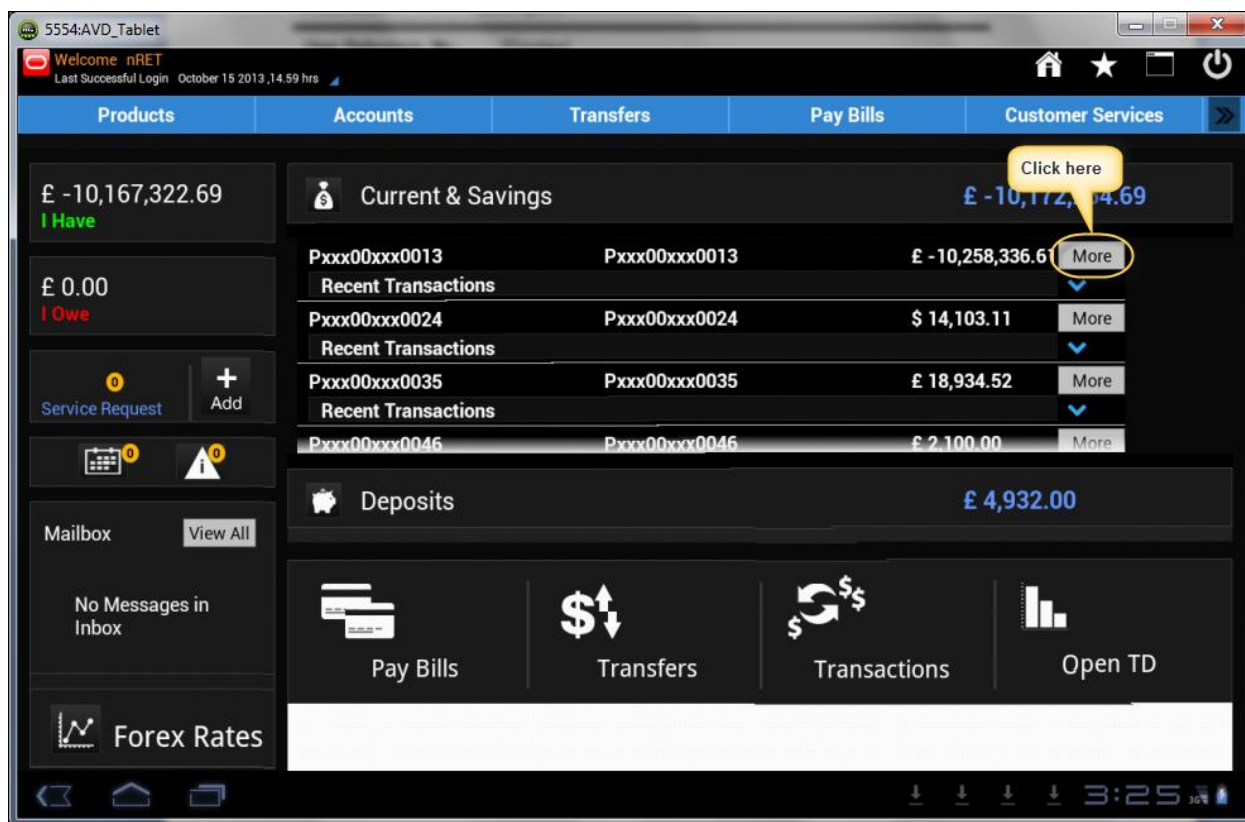 5554:AVD_Tablet
Welcome nRET
Last Successful Login October 15 2013 ,14.59 hrs
Products Accounts Transfers Pay Bills Customer Services
Click here
£ -10,167,322.69
I Have
Current & Savings
Pxxx00xxx0013 Pxxx00xxx0013 £ -10,258,336.61 More
Recent Transactions
£ 0.00
I Owe
Pxxx00xxx0024 Pxxx00xxx0024 $ 14,103.11 More
Recent Transactions
0
Service Request
+
Add
Pxxx00xxx0035 Pxxx00xxx0035 £ 18,934.52 More
Recent Transactions
0 0
Pxxx00xxx0046 Pxxx00xxx0046 £ 2,100.00 More
Deposits £ 4,932.00
Mailbox View All
No Messages in
Inbox
Pay Bills Transfers Transactions Open TD
Forex Rates
3:25 3G